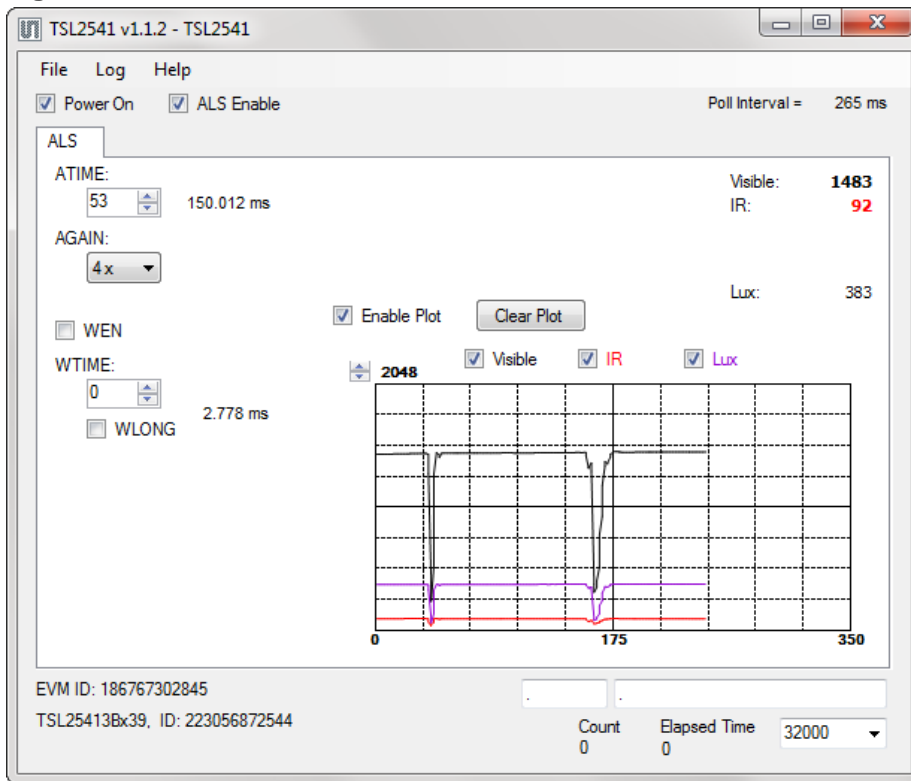 TSL2541 v1.1.2 - TSL2541
File Log Help
Power On ALS Enable Poll Interval = 265 ms
ALS
ATIME:
53 150.012 ms
Visible: 1483
IR: 92
AGAIN:
4x
Lux: 383
Enable Plot Clear Plot
WEN
Visible IR Lux
WTIME:
2048
0
2.778 ms
WLONG
0 175 350
EVM ID: 186767302845
. .
TSL25413Bx39, ID: 223056872544
Count Elapsed Time 32000
0 0